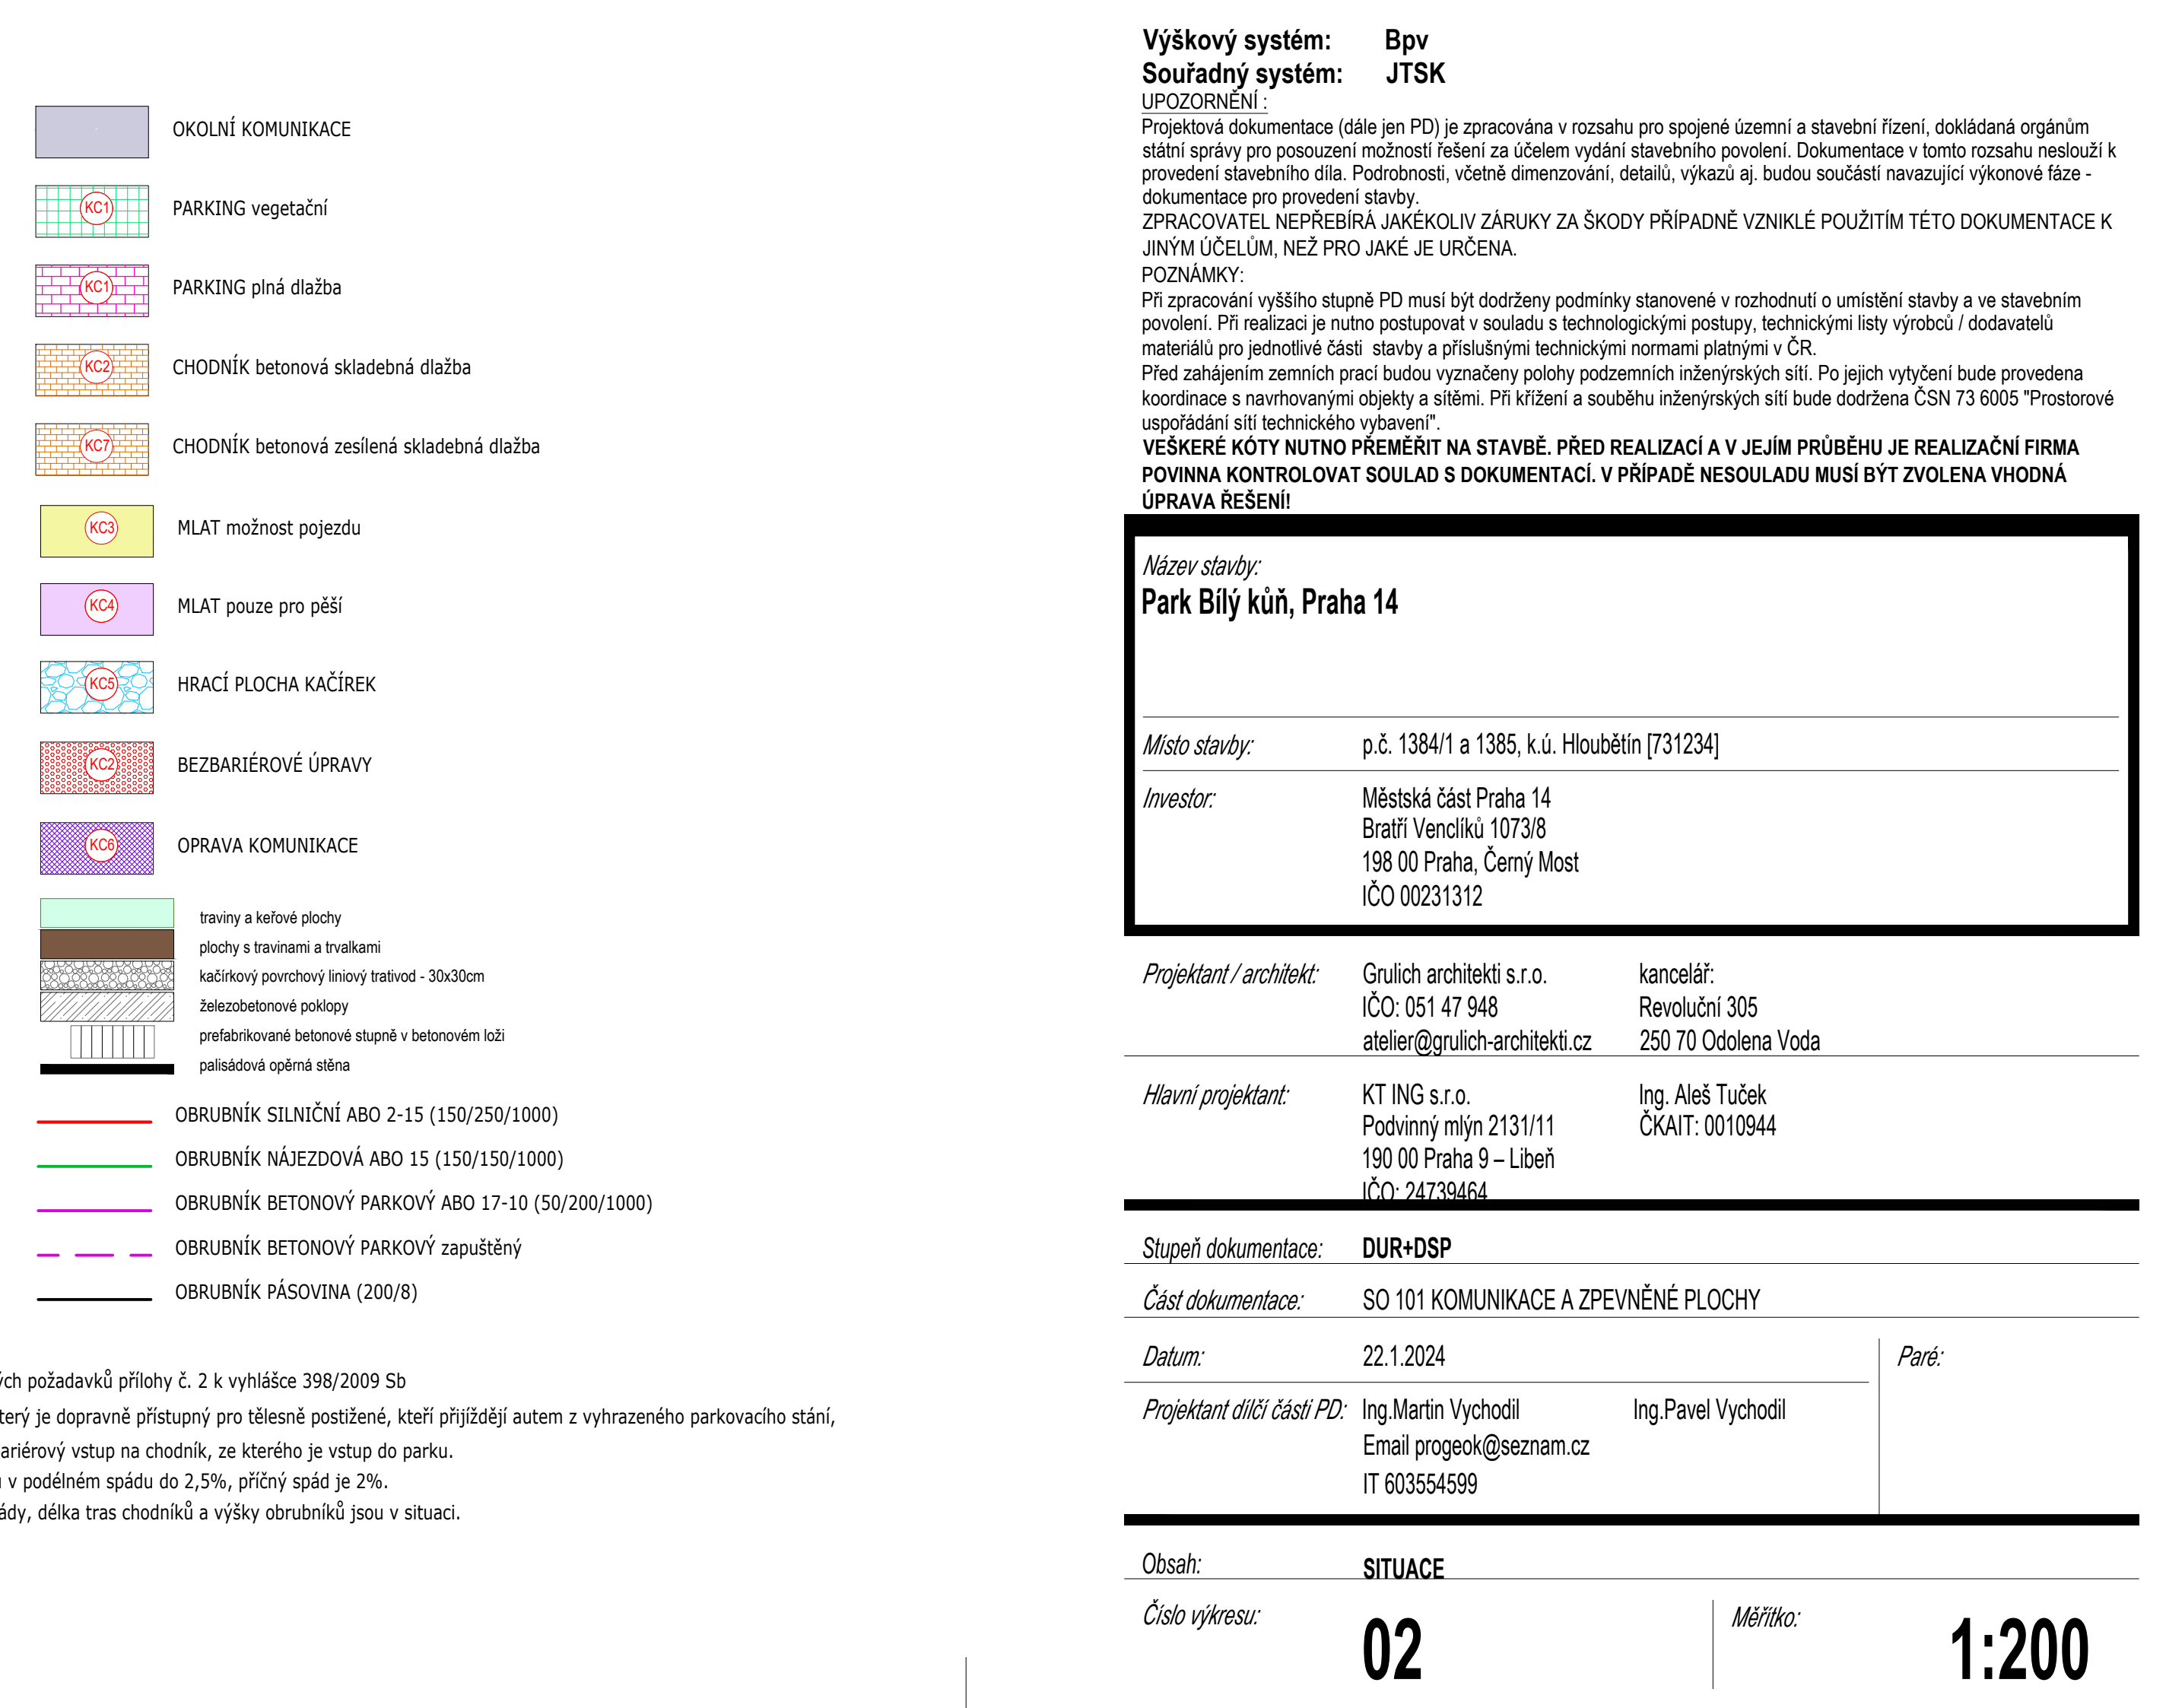 OKOLNÍ KOMUNIKACE
KC1
PARKING vegetační
KC1
PARKING plná dlažba
KC2
CHODNÍK betonová skladebná dlažba
KC7
CHODNÍK betonová zesílená skladebná dlažba
KC3
MLAT možnost pojezdu
KC4
MLAT pouze pro pěší
KC5
HRACÍ PLOCHA KAČÍREK
KC2
BEZBARIÉROVÉ ÚPRAVY
KC6
OPRAVA KOMUNIKACE
traviny a keřové plochy
plochy s travinami a trvalkami
kačírkový povrchový liniový trativod - 30x30cm
železobetonové poklopy
prefabrikované betonové stupně v betonovém loži
palisádová opěrná stěna
OBRUBNÍK SILNIČNÍ ABO 2-15 (150/250/1000)
OBRUBNÍK NÁJEZDOVÁ ABO 15 (150/150/1000)
OBRUBNÍK BETONOVÝ PARKOVÝ ABO 17-10 (50/200/1000)
OBRUBNÍK BETONOVÝ PARKOVÝ zapuštěný
OBRUBNÍK PÁSOVINA (200/8)
ých požadavků přílohy č. 2 k vyhlášce 398/2009 Sb
terý je dopravně přístupný pro tělesně postižené, kteří přijíždějí autem z vyhrazeného parkovacího stání,
ariérový vstup na chodník, ze kterého je vstup do parku.
v podélném spádu do 2,5%, příčný spád je 2%.
ády, délka tras chodníků a výšky obrubníků jsou v situaci.
Výškový systém: Bpv
Souřadný systém: JTSK
UPOZORNĚNÍ :
Projektová dokumentace (dále jen PD) je zpracována v rozsahu pro spojené územní a stavební řízení, dokládaná orgánům
státní správy pro posouzení možností řešení za účelem vydání stavebního povolení. Dokumentace v tomto rozsahu neslouží k
provedení stavebního díla. Podrobnosti, včetně dimenzování, detailů, výkazů aj. budou součástí navazující výkonové fáze -
dokumentace pro provedení stavby.
ZPRACOVATEL NEPŘEBÍRÁ JAKÉKOLIV ZÁRUKY ZA ŠKODY PŘÍPADNĚ VZNIKLÉ POUŽITÍM TÉTO DOKUMENTACE K
JINÝM ÚČELŮM, NEŽ PRO JAKÉ JE URČENA.
POZNÁMKY:
Při zpracování vyššího stupně PD musí být dodrženy podmínky stanovené v rozhodnutí o umístění stavby a ve stavebním
povolení. Při realizaci je nutno postupovat v souladu s technologickými postupy, technickými listy výrobců / dodavatelů
materiálů pro jednotlivé části stavby a příslušnými technickými normami platnými v ČR.
Před zahájením zemních prací budou vyznačeny polohy podzemních inženýrských sítí. Po jejich vytyčení bude provedena
koordinace s navrhovanými objekty a sítěmi. Při křížení a souběhu inženýrských sítí bude dodržena ČSN 73 6005 "Prostorové
uspořádání sítí technického vybavení".
VEŠKERÉ KÓTY NUTNO PŘEMĚŘIT NA STAVBĚ. PŘED REALIZACÍ A V JEJÍM PRŮBĚHU JE REALIZAČNÍ FIRMA
POVINNA KONTROLOVAT SOULAD S DOKUMENTACÍ. V PŘÍPADĚ NESOULADU MUSÍ BÝT ZVOLENA VHODNÁ
ÚPRAVA ŘEŠENÍ!
Název stavby:
Park Bílý kůň, Praha 14
Místo stavby: p.č. 1384/1 a 1385, k.ú. Hloubětín [731234]
Investor: Městská část Praha 14
Bratří Venclíků 1073/8
198 00 Praha, Černý Most
IČO 00231312
Projektant / architekt: Grulich architekti s.r.o. kancelář:
IČO: 051 47 948 Revoluční 305
atelier@grulich-architekti.cz 250 70 Odolena Voda
Hlavní projektant: KT ING s.r.o. Ing. Aleš Tuček
Podvinný mlýn 2131/11 ČKAIT: 0010944
190 00 Praha 9 – Libeň
IČO: 24739464
Stupeň dokumentace: DUR+DSP
Část dokumentace: SO 101 KOMUNIKACE A ZPEVNĚNÉ PLOCHY
Datum: 22.1.2024 Paré:
Projektant dílčí části PD: Ing.Martin Vychodil Ing.Pavel Vychodil
Email progeok@seznam.cz
IT 603554599
Obsah: SITUACE
Číslo výkresu: 02 Měřítko: 1:200